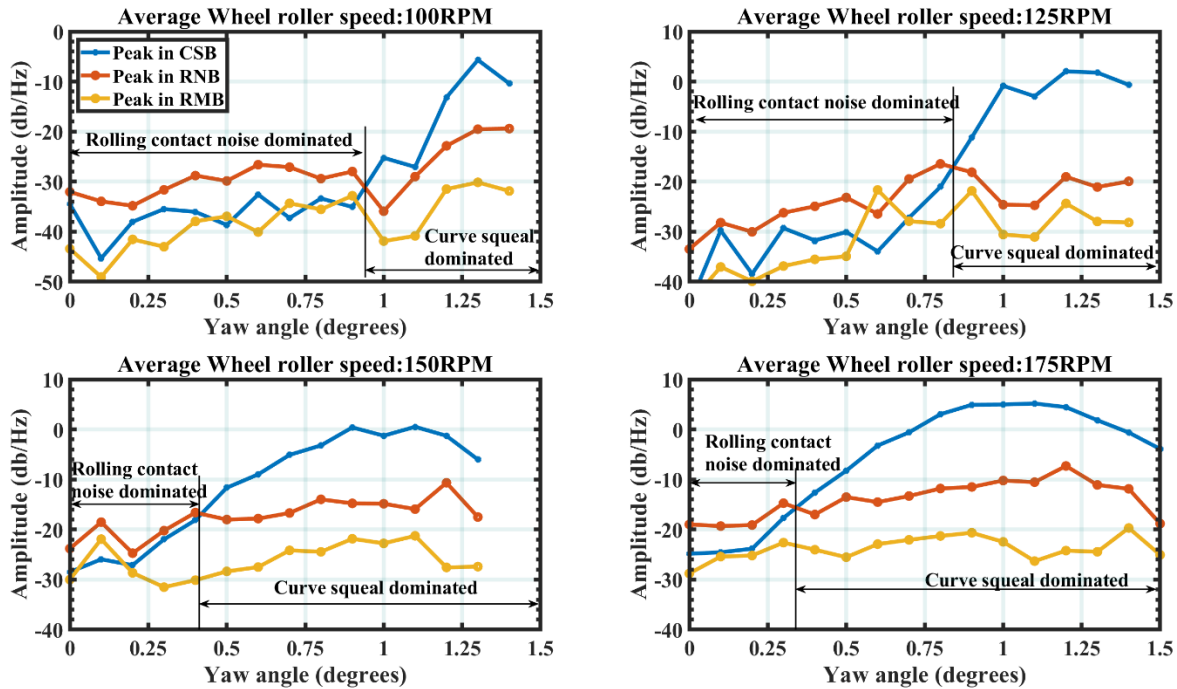 Average Wheel roller speed:100RPM
0
-10
-20
-30
-40
-50
Amplitude (db/Hz)
Peak in CSB
Peak in RNB
Peak in RMB
Rolling contact noise dominated
Curve squeal
dominated
0 0.25 0.5 0.75 1 1.25 1.5
Yaw angle (degrees)
Average Wheel roller speed:125RPM
10
0
-10
-20
-30
-40
Amplitude (db/Hz)
Rolling contact noise dominated
Curve squeal dominated
0 0.25 0.5 0.75 1 1.25 1.5
Yaw angle (degrees)
Average Wheel roller speed:150RPM
10
0
-10
-20
-30
-40
Amplitude (db/Hz)
Rolling contact
noise dominated
Curve squeal dominated
0 0.25 0.5 0.75 1 1.25 1.5
Yaw angle (degrees)
Average Wheel roller speed:175RPM
10
0
-10
-20
-30
-40
Amplitude (db/Hz)
Rolling contact
noise dominated
Curve squeal dominated
0 0.25 0.5 0.75 1 1.25 1.5
Yaw angle (degrees)